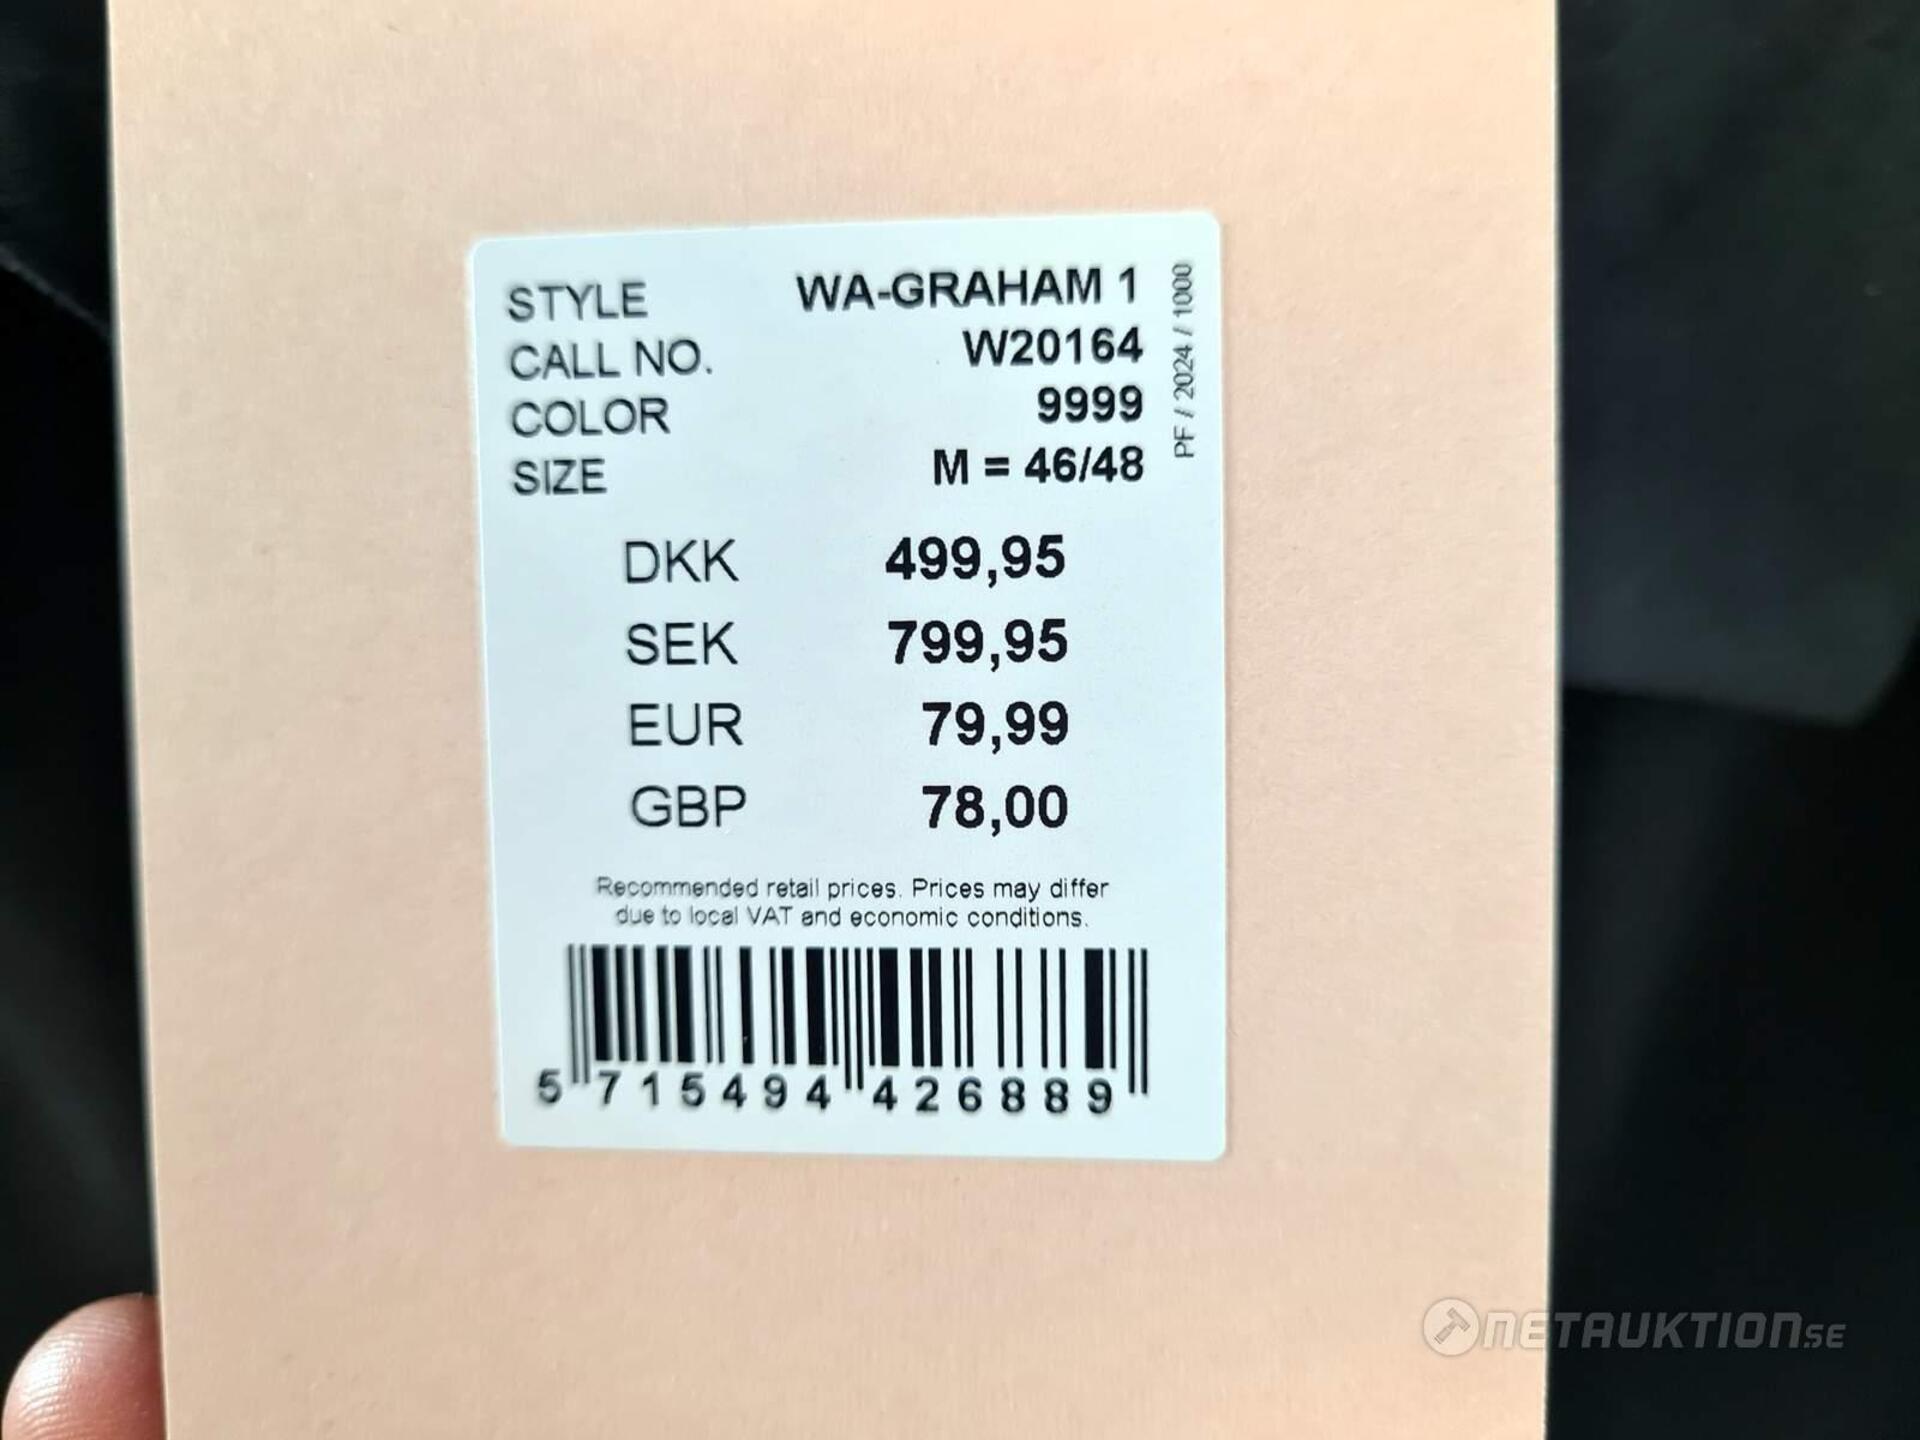 STYLE WA-GRAHAM 1
CALL NO. W20164
COLOR 9999
SIZE M = 46/48
PF / 2024 / 1000
DKK 499,95
SEK 799,95
EUR 79,99
GBP 78,00
Recommended retail prices. Prices may differ
due to local VAT and economic conditions.
5 715494 426889
NETAUKTION.SE